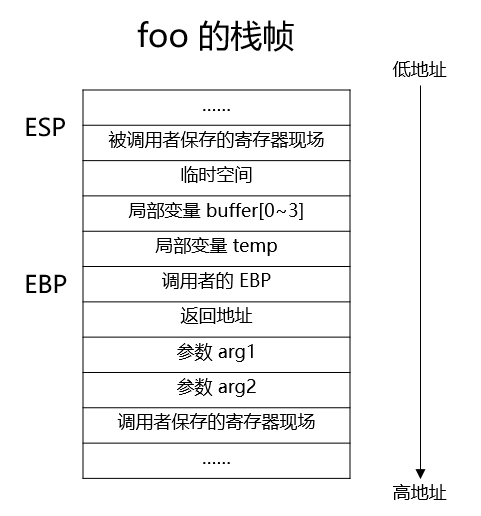 foo 的栈帧
低地址
……
ESP
被调用者保存的寄存器现场
临时空间
局部变量 buffer[0~3]
局部变量 temp
EBP
调用者的 EBP
返回地址
参数 arg1
参数 arg2
调用者保存的寄存器现场
……
高地址